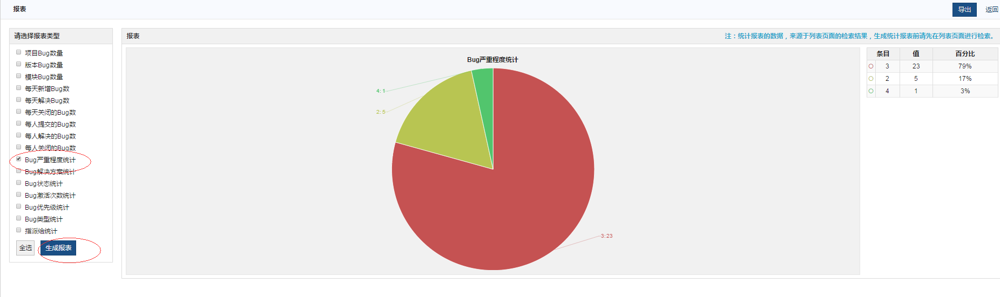 报表
导出 返回
请选择报表类型
项目Bug数量
版本Bug数量
模块Bug数量
每天新增Bug数
每天解决Bug数
每天关闭的Bug数
每人提交的Bug数
每人解决的Bug数
每人关闭的Bug数
Bug严重程度统计
Bug解决方案统计
Bug状态统计
Bug激活次数统计
Bug优先级统计
Bug类型统计
指派给统计
全选 生成报表
报表
注：统计报表的数据，来源于列表页面的检索结果，生成统计报表前请先在列表页面进行检索。
Bug严重程度统计
4: 1
2: 5
3: 23
条目 值 百分比
3 23 79%
2 5 17%
4 1 3%